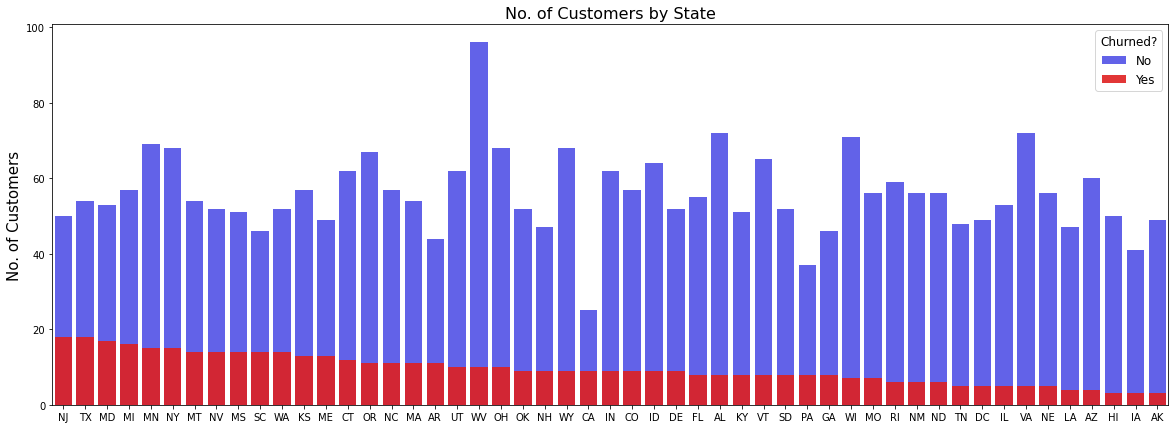 No. of Customers by State
Churned?
No
Yes
No. of Customers
100
80
60
40
20
0
NJ TX MD MI MN NY MT NV MS SC WA KS ME CT OR NC MA AR UT WV OH OK NH WY CA IN CO ID DE FL AL KY VT SD PA GA WI MO RI NM ND TN DC IL VA NE LA AZ HI IA AK